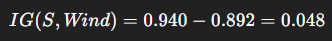 IG(S, Wind) = 0.940 − 0.892 = 0.048